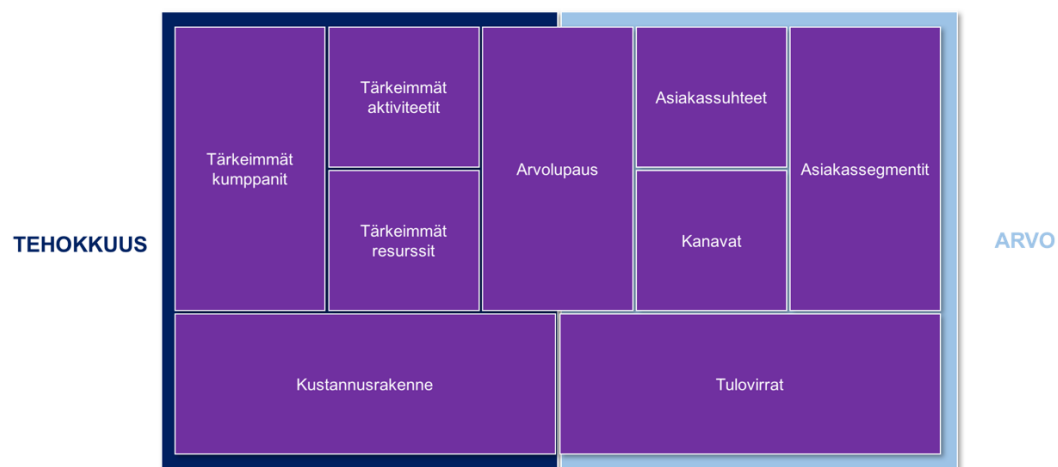 TEHOKKUUS
Tärkeimmät
kumppanit
Tärkeimmät
aktiviteetit
Tärkeimmät
resurssit
Arvolupaus
Asiakassuhteet
Kanavat
Asiakassegmentit
Kustannusrakenne
Tulovirrat
ARVO